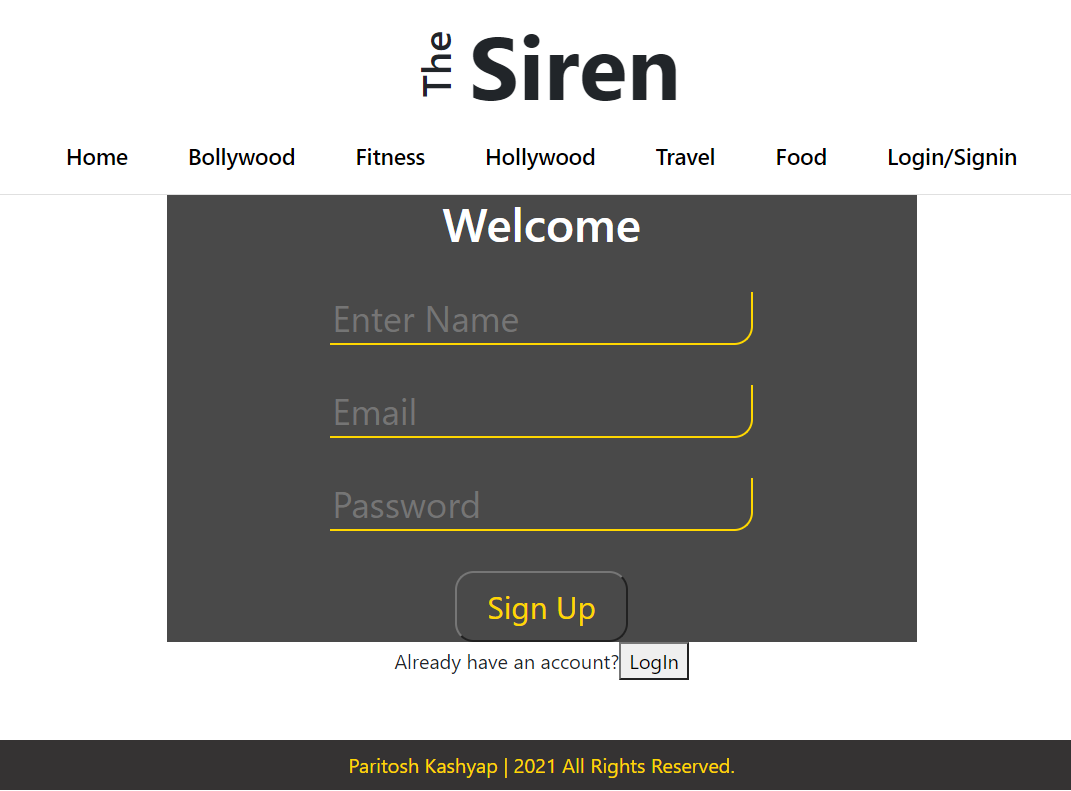 The Siren
Home Bollywood Fitness Hollywood Travel Food Login/Signin
Welcome
Enter Name
Email
Password
Sign Up
Already have an account? LogIn
Paritosh Kashyap | 2021 All Rights Reserved.